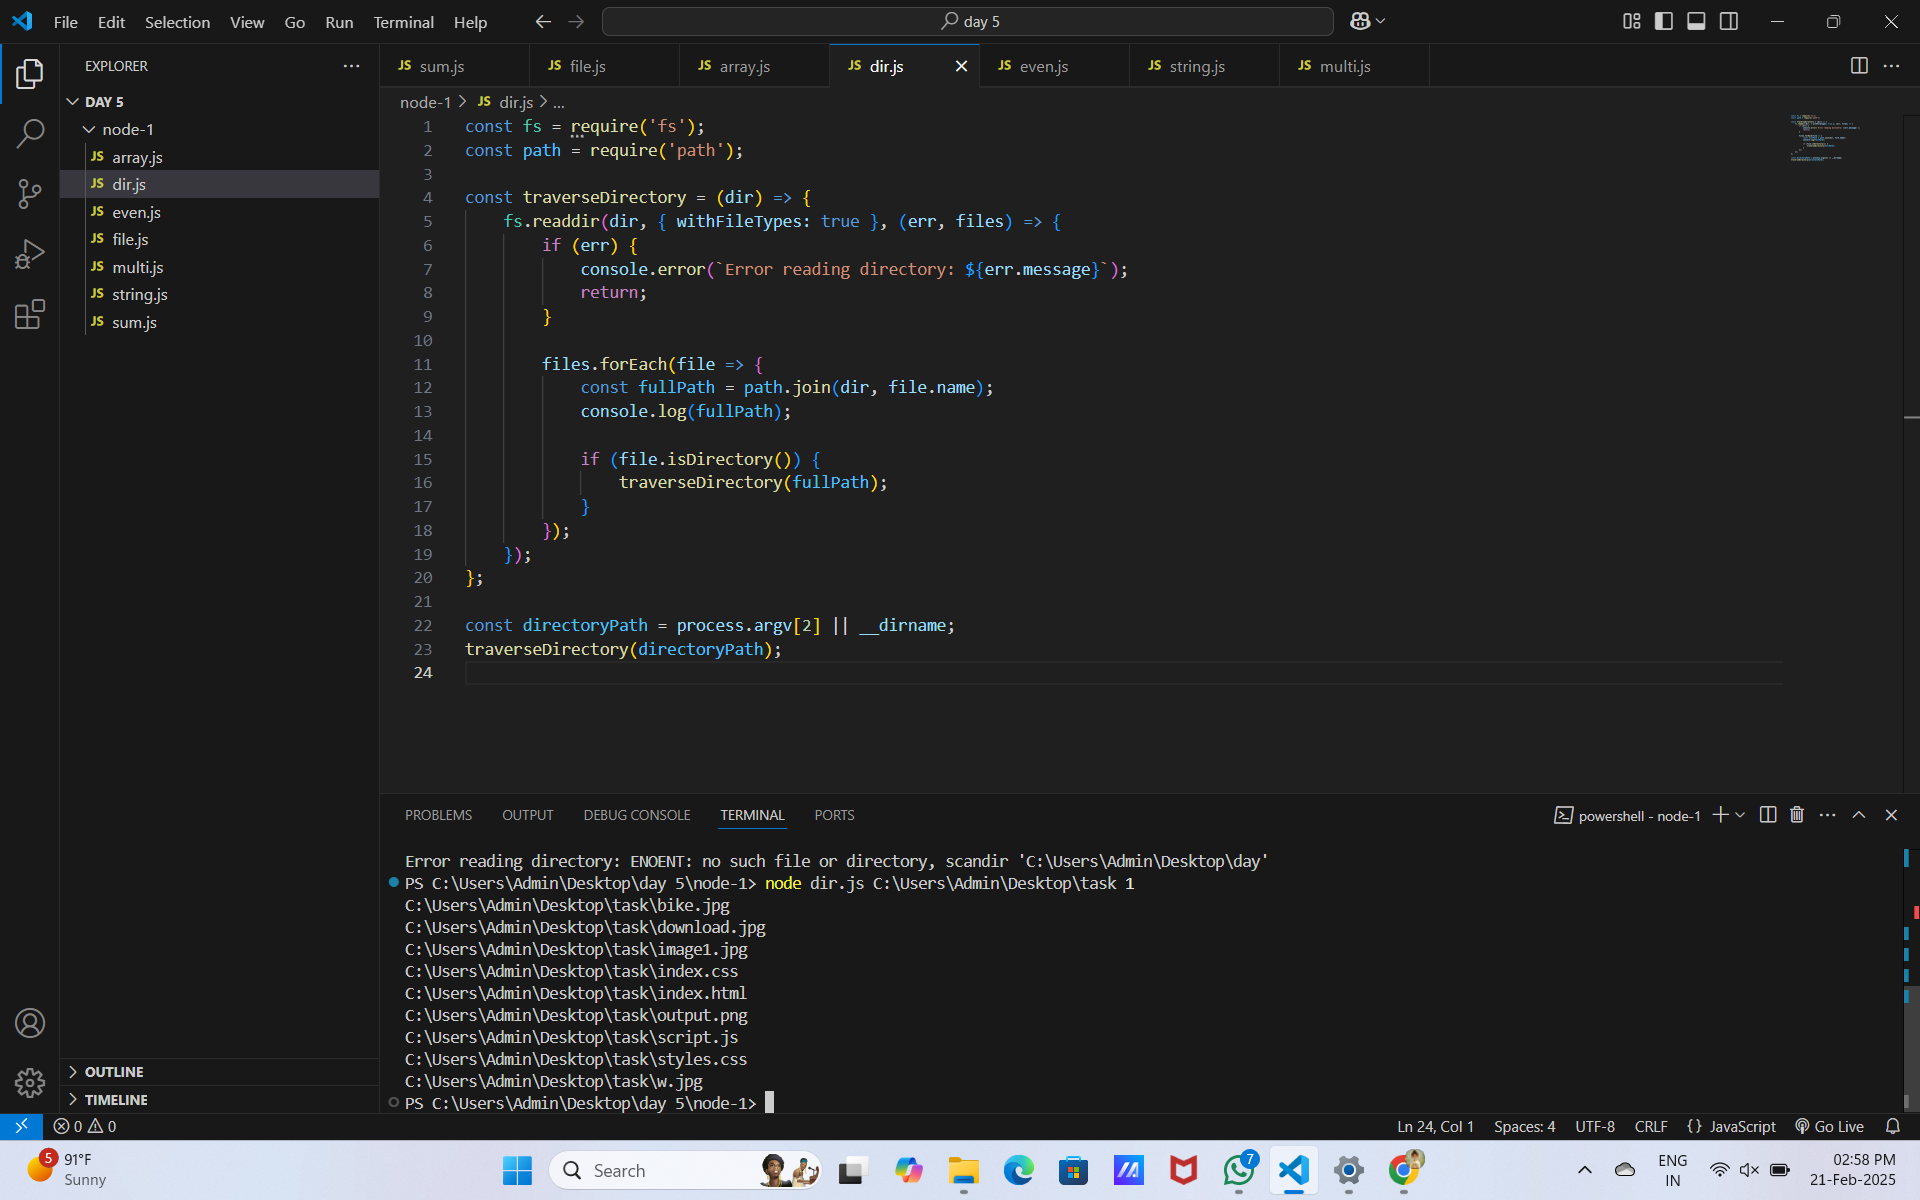 File Edit Selection View Go Run Terminal Help
day 5
EXPLORER
DAY 5
node-1
JS array.js
JS dir.js
JS even.js
JS file.js
JS multi.js
JS string.js
JS sum.js
OUTLINE
TIMELINE
JS sum.js JS file.js JS array.js JS dir.js JS even.js JS string.js JS multi.js
node-1 > JS dir.js > ...
1 const fs = require('fs');
2 const path = require('path');
3
4 const traverseDirectory = (dir) => {
5 fs.readdir(dir, { withFileTypes: true }, (err, files) => {
6 if (err) {
7 console.error(`Error reading directory: ${err.message}`);
8 return;
9 }
10
11 files.forEach(file => {
12 const fullPath = path.join(dir, file.name);
13 console.log(fullPath);
14
15 if (file.isDirectory()) {
16 traverseDirectory(fullPath);
17 }
18 });
19 });
20 };
21
22 const directoryPath = process.argv[2] || __dirname;
23 traverseDirectory(directoryPath);
24
PROBLEMS OUTPUT DEBUG CONSOLE TERMINAL PORTS
powershell - node-1
Error reading directory: ENOENT: no such file or directory, scandir 'C:\Users\Admin\Desktop\day'
PS C:\Users\Admin\Desktop\day 5\node-1> node dir.js C:\Users\Admin\Desktop\task 1
C:\Users\Admin\Desktop\task\bike.jpg
C:\Users\Admin\Desktop\task\download.jpg
C:\Users\Admin\Desktop\task\image1.jpg
C:\Users\Admin\Desktop\task\index.css
C:\Users\Admin\Desktop\task\index.html
C:\Users\Admin\Desktop\task\output.png
C:\Users\Admin\Desktop\task\script.js
C:\Users\Admin\Desktop\task\styles.css
C:\Users\Admin\Desktop\task\w.jpg
PS C:\Users\Admin\Desktop\day 5\node-1>
0 0
Ln 24, Col 1 Spaces: 4 UTF-8 CRLF {} JavaScript Go Live
5
91°F
Sunny
Search
7
ENG
IN
02:58 PM
21-Feb-2025